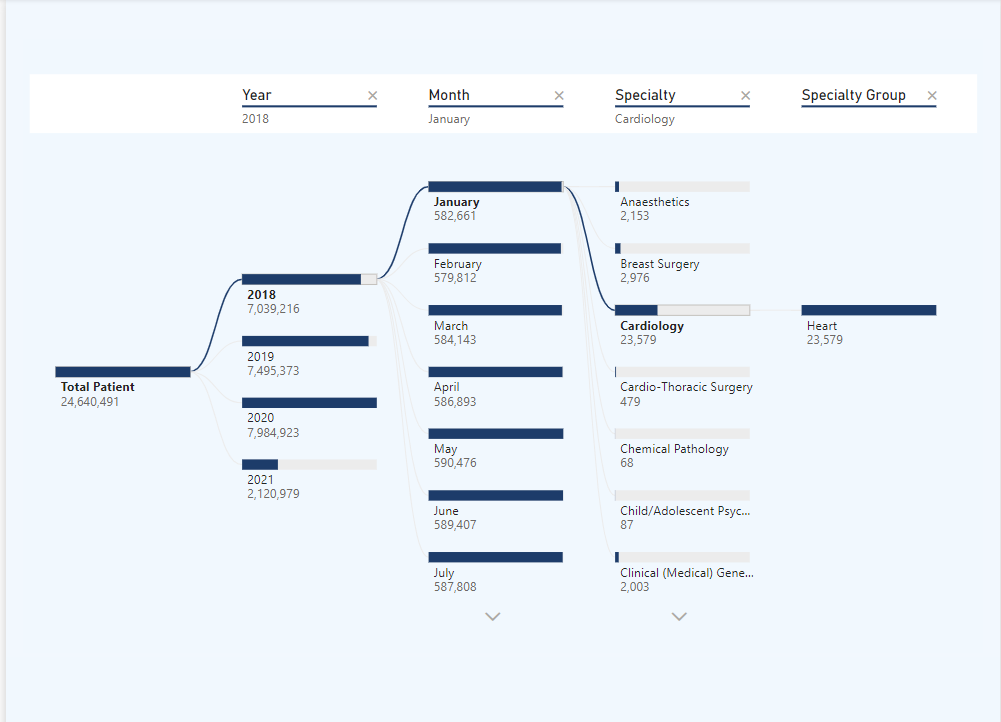 Year
Month
Specialty
Specialty Group
2018
January
Cardiology
Total Patient
24,640,491
2018
7,039,216
2019
7,495,373
2020
7,984,923
2021
2,120,979
January
582,661
February
579,812
March
584,143
April
586,893
May
590,476
June
589,407
July
587,808
Anaesthetics
2,153
Breast Surgery
2,976
Cardiology
23,579
Cardio-Thoracic Surgery
479
Chemical Pathology
68
Child/Adolescent Psyc...
87
Clinical (Medical) Gene...
2,003
Heart
23,579